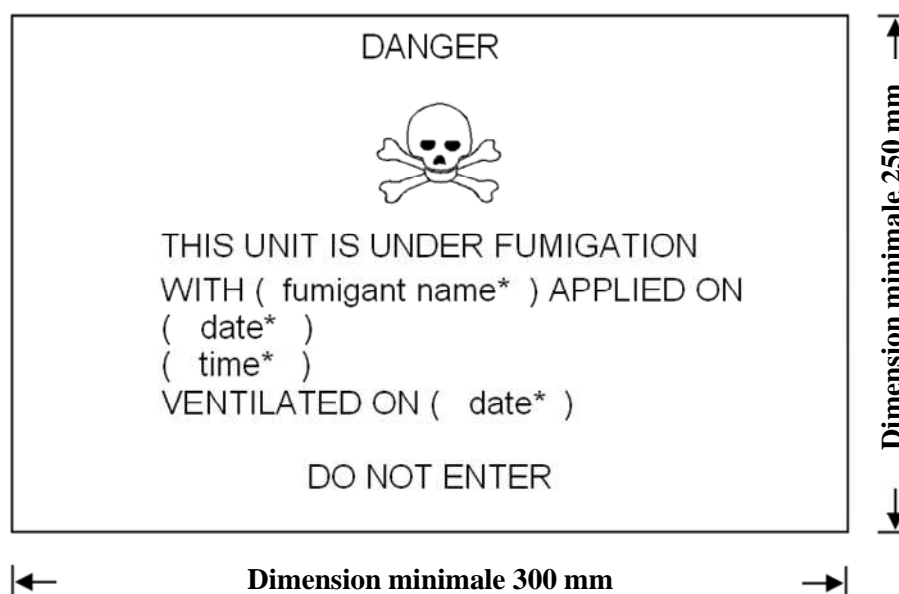 DANGER
THIS UNIT IS UNDER FUMIGATION
WITH ( fumigant name* ) APPLIED ON
( date* )
( time* )
VENTILATED ON ( date* )
DO NOT ENTER
Dimension minimale 250 mm
Dimension minimale 300 mm